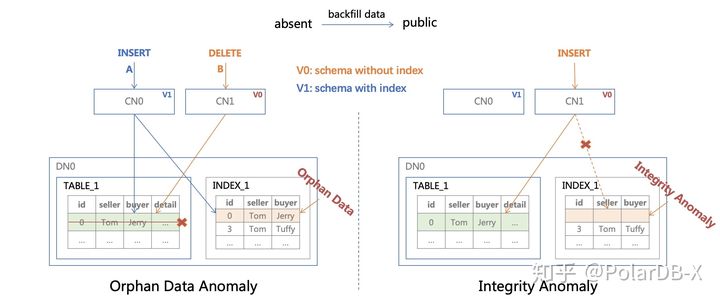 absent
backfill data
public
INSERT
A
DELETE
B
V0: schema without index
V1: schema with index
CN0
V1
CN1
V0
DN0
TABLE_1
id seller buyer detail
0 Tom Jerry ...
... ... ... ...
INDEX_1
id seller buyer
0 Tom Jerry
3 Tom Tuffy
... ... ...
Orphan Data
Orphan Data Anomaly
INSERT
CN0
V1
CN1
V0
DN0
TABLE_1
id seller buyer detail
0 Tom Jerry ...
... ... ... ...
INDEX_1
id seller buyer
3 Tom Tuffy
... ... ...
Integrity Anomaly
Integrity Anomaly
知乎 @PolarDB-X